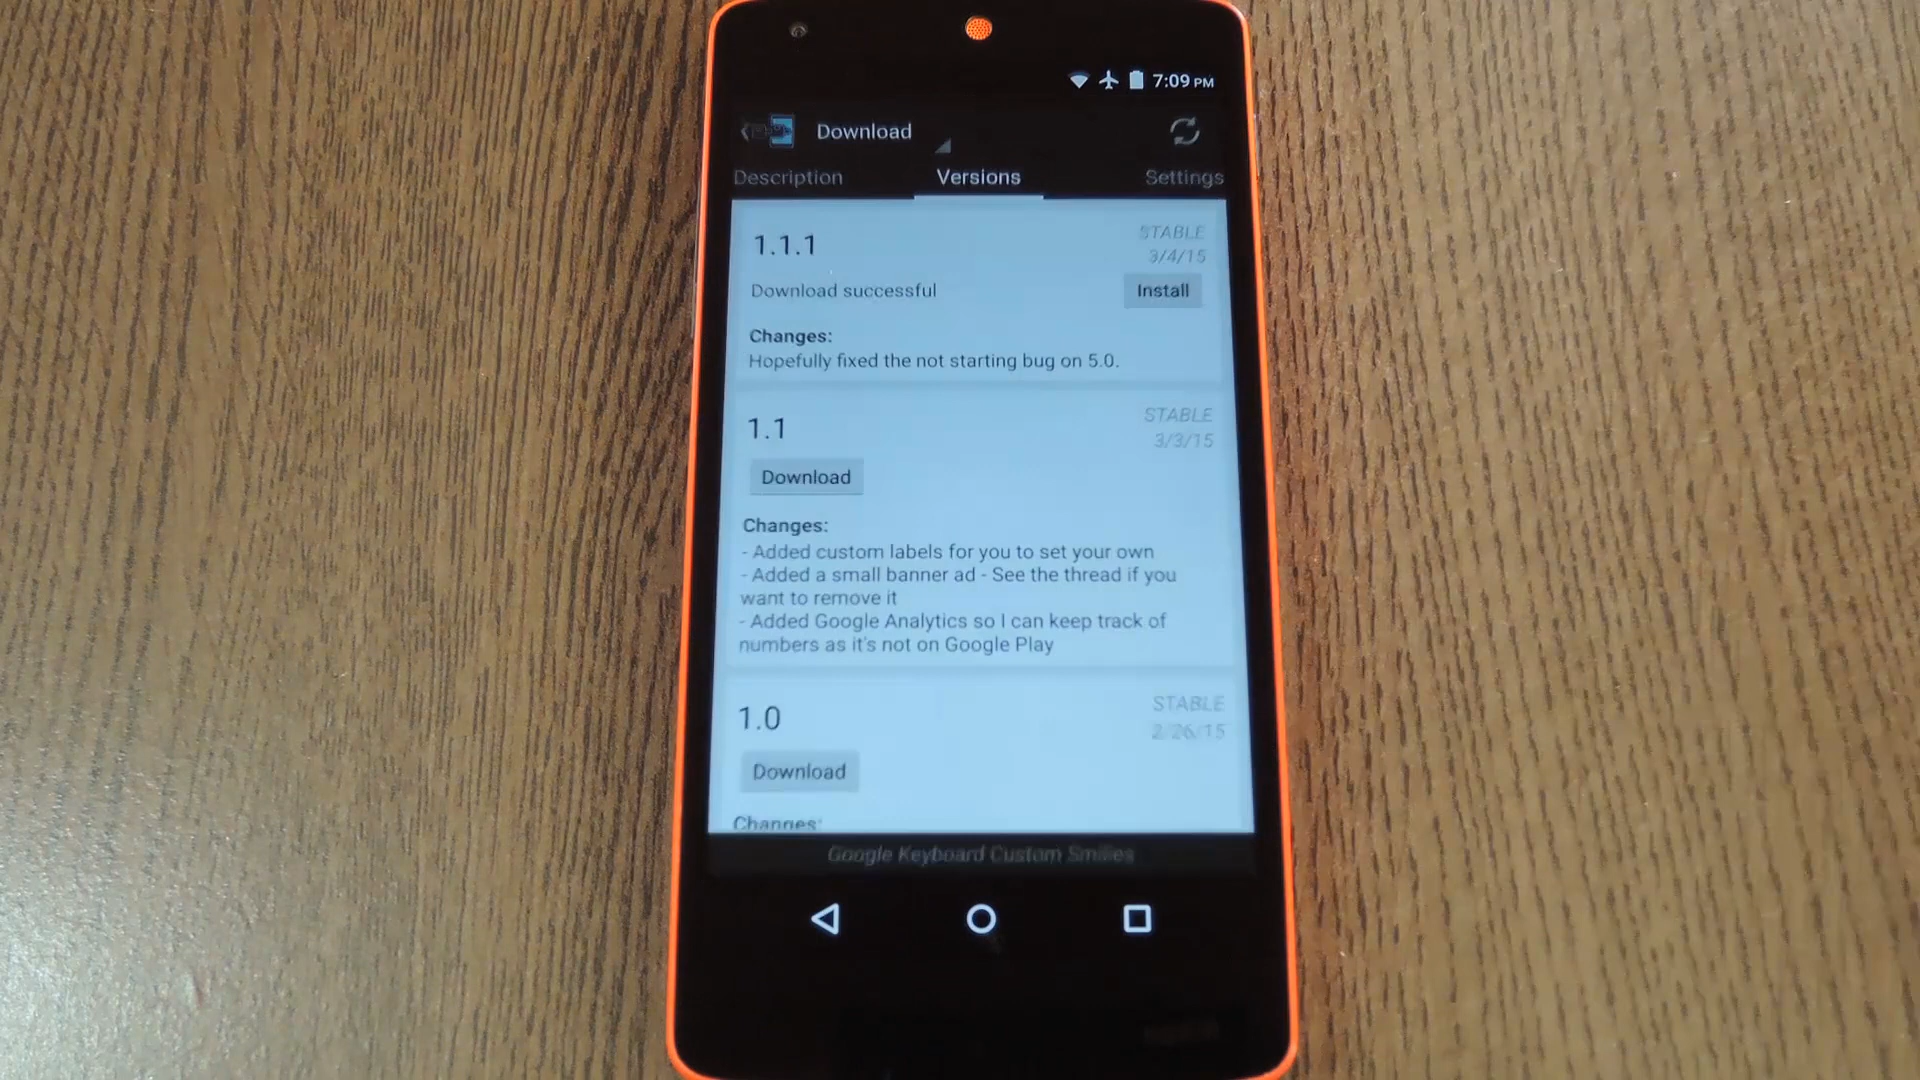 7:09 PM
Download
Description Versions Settings
1.1.1 STABLE
3/4/15
Download successful Install
Changes:
Hopefully fixed the not starting bug on 5.0.
1.1 STABLE
3/3/15
Download
Changes:
- Added custom labels for you to set your own
- Added a small banner ad - See the thread if you
want to remove it
- Added Google Analytics so I can keep track of
numbers as it's not on Google Play
1.0 STABLE
2/26/15
Download
Changes:
Google Keyboard Custom Smilies